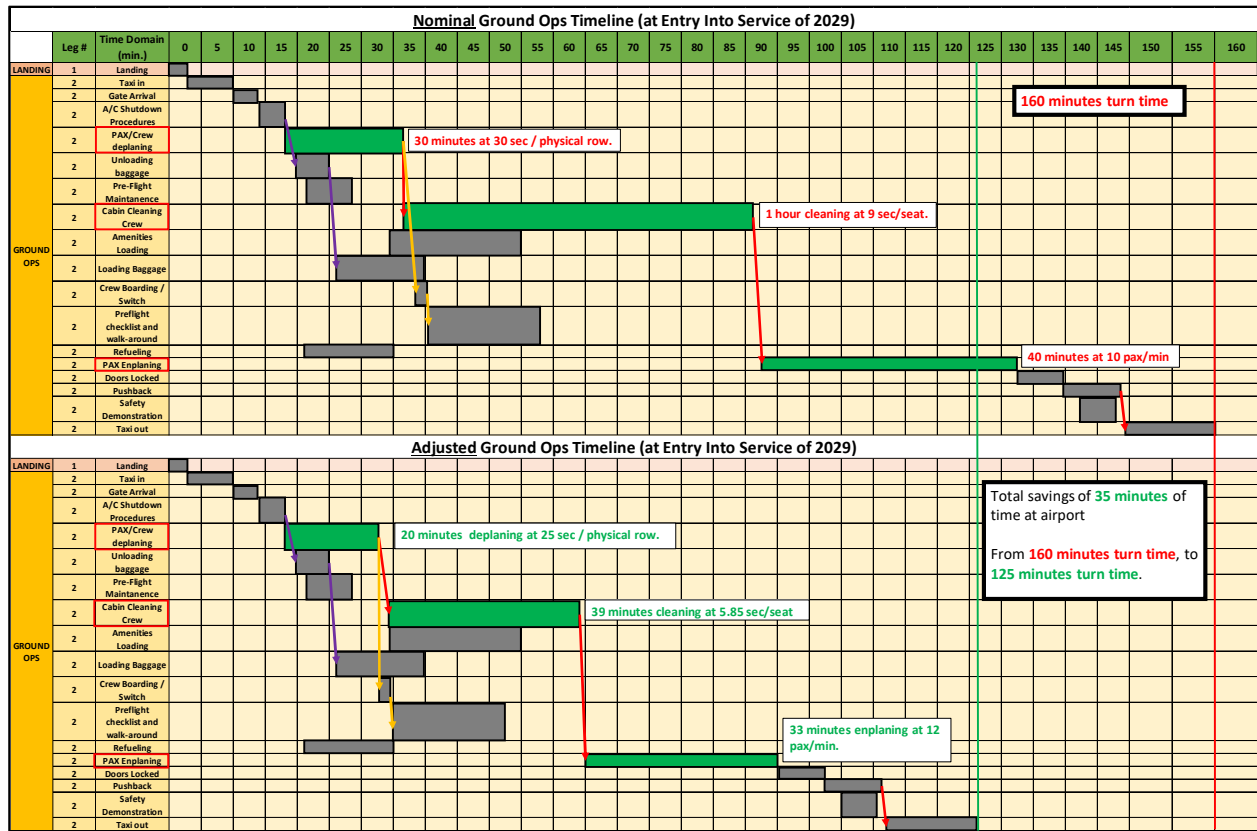 Nominal Ground Ops Timeline (at Entry Into Service of 2029)
Leg # Time Domain (min.) 0 5 10 15 20 25 30 35 40 45 50 55 60 65 70 75 80 85 90 95 100 105 110 115 120 125 130 135 140 145 150 155 160
LANDING 1 Landing
2 Taxi in
2 Gate Arrival
2 A/C Shutdown Procedures
160 minutes turn time
2 PAX/Crew deplaning
30 minutes at 30 sec / physical row.
2 Unloading baggage
2 Pre-Flight Maintanence
2 Cabin Cleaning Crew
1 hour cleaning at 9 sec/seat.
GROUND OPS
2 Amenities Loading
2 Loading Baggage
2 Crew Boarding / Switch
2 Preflight checklist and walk-around
2 Refueling
2 PAX Enplaning
40 minutes at 10 pax/min
2 Doors Locked
2 Pushback
2 Safety Demonstration
2 Taxi out
Adjusted Ground Ops Timeline (at Entry Into Service of 2029)
LANDING 1 Landing
2 Taxi in
2 Gate Arrival
2 A/C Shutdown Procedures
Total savings of 35 minutes of
time at airport
From 160 minutes turn time, to
125 minutes turn time.
2 PAX/Crew deplaning
20 minutes deplaning at 25 sec / physical row.
2 Unloading baggage
2 Pre-Flight Maintanence
2 Cabin Cleaning Crew
39 minutes cleaning at 5.85 sec/seat
GROUND OPS
2 Amenities Loading
2 Loading Baggage
2 Crew Boarding / Switch
2 Preflight checklist and walk-around
33 minutes enplaning at 12
pax/min.
2 Refueling
2 PAX Enplaning
2 Doors Locked
2 Pushback
2 Safety Demonstration
2 Taxi out